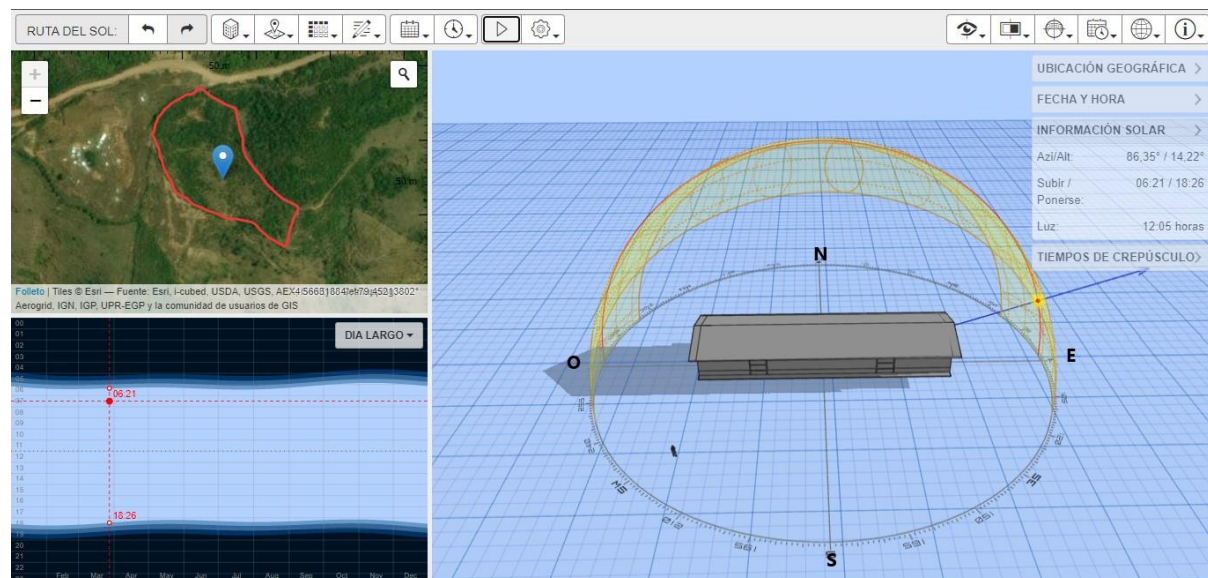 RUTA DEL SOL:
50 m
50 m
+
−
Folleto | Tiles © Esri — Fuente: Esri, i-cubed, USDA, USGS,
Aerogrid, IGN, IGP, UPR-EGP y la comunidad de usuarios de GIS
DIA LARGO
00
01
02
03
04
05
06
07
08
09
10
11
12
13
14
15
16
17
18
19
20
21
22
06:21
18:26
Feb Mar Apr May Jun Jul Aug Sep Oct Nov Dec
UBICACIÓN GEOGRÁFICA >
FECHA Y HORA >
INFORMACIÓN SOLAR >
Azi/Alt: 86,35° / 14.22°
Subir / Ponerse: 06:21 / 18:26
Luz: 12:05 horas
TIEMPOS DE CREPÚSCULO>
N
O
E
S